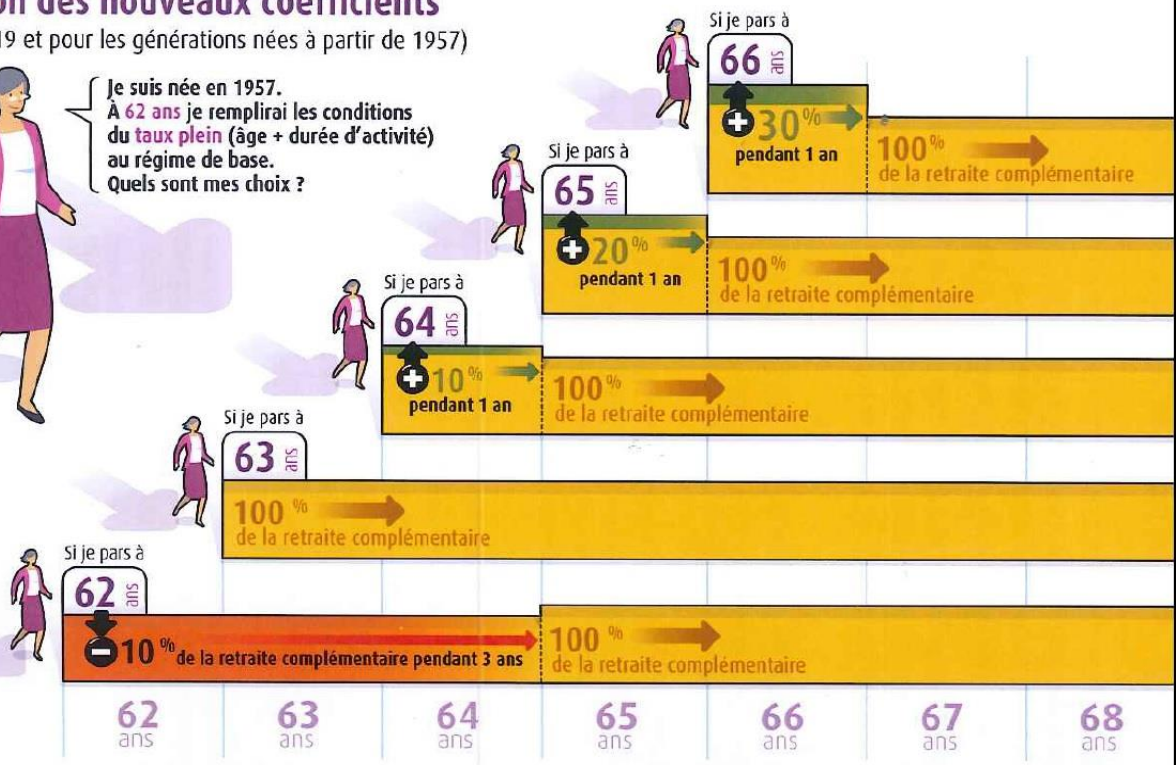 on des nouveaux coefficients
19 et pour les générations nées à partir de 1957)
Je suis née en 1957.
À 62 ans je remplirai les conditions
du taux plein (âge + durée d'activité)
au régime de base.
Quels sont mes choix ?
Si je pars à
66 ans
+ 30 %
pendant 1 an
100 %
de la retraite complémentaire
Si je pars à
65 ans
+ 20 %
pendant 1 an
100 %
de la retraite complémentaire
Si je pars à
64 ans
+ 10 %
pendant 1 an
100 %
de la retraite complémentaire
Si je pars à
63 ans
100 %
de la retraite complémentaire
Si je pars à
62 ans
- 10 % de la retraite complémentaire pendant 3 ans
100 %
de la retraite complémentaire
62 63 64 65 66 67 68
ans ans ans ans ans ans ans